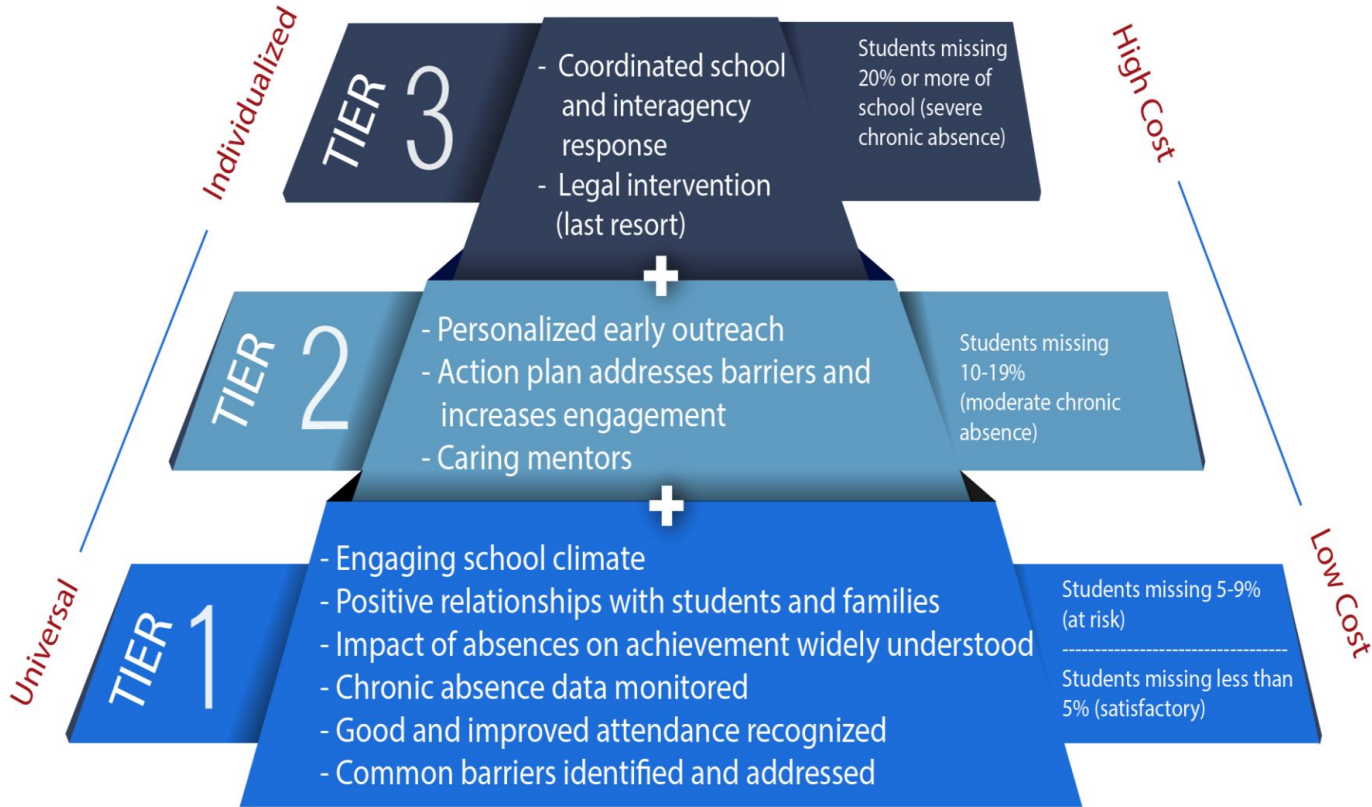 Individualized
Universal
High Cost
Low Cost
TIER 3
- Coordinated school
and interagency
response
- Legal intervention
(last resort)
Students missing
20% or more of
school (severe
chronic absence)
+
TIER 2
- Personalized early outreach
- Action plan addresses barriers and
increases engagement
- Caring mentors
Students missing
10-19%
(moderate chronic
absence)
+
TIER 1
- Engaging school climate
- Positive relationships with students and families
- Impact of absences on achievement widely understood
- Chronic absence data monitored
- Good and improved attendance recognized
- Common barriers identified and addressed
Students missing 5-9%
(at risk)
-----------------------------------
Students missing less than
5% (satisfactory)